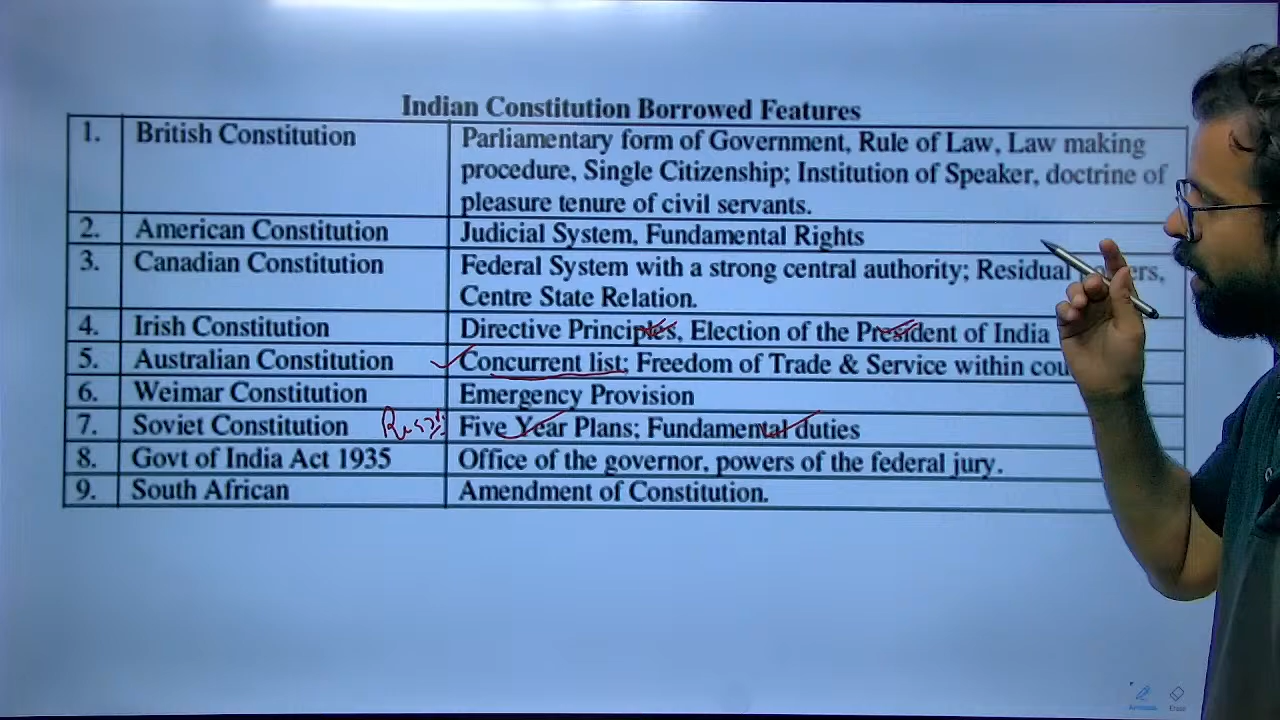 Indian Constitution Borrowed Features
1. British Constitution Parliamentary form of Government, Rule of Law, Law making
procedure, Single Citizenship; Institution of Speaker, doctrine of
pleasure tenure of civil servants.
2. American Constitution Judicial System, Fundamental Rights
3. Canadian Constitution Federal System with a strong central authority; Residual
Centre State Relation.
4. Irish Constitution Directive Principles, Election of the President of India
5. Australian Constitution Concurrent list; Freedom of Trade & Service within
6. Weimar Constitution Emergency Provision
7. Soviet Constitution Five Year Plans; Fundamental duties
8. Govt of India Act 1935 Office of the governor, powers of the federal jury.
9. South African Amendment of Constitution.